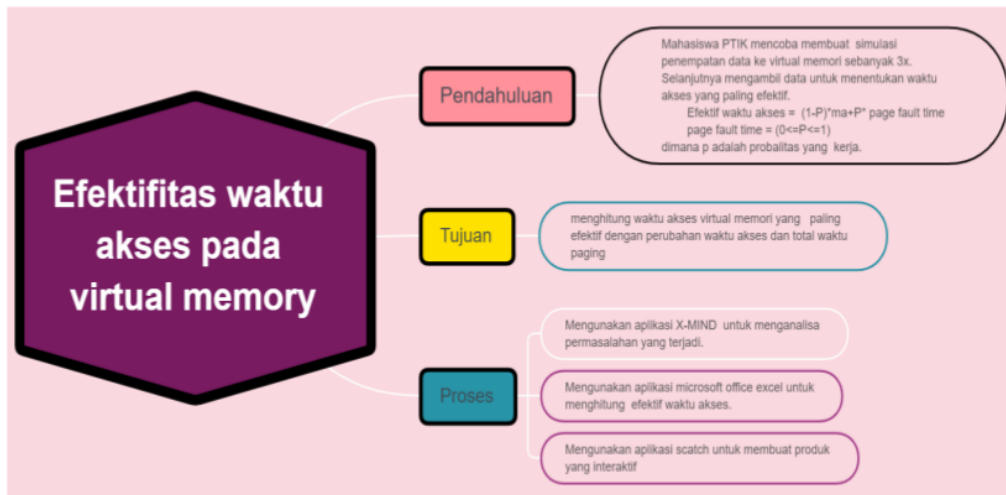 Efektifitas waktu
akses pada
virtual memory
Pendahuluan
Mahasiswa PTIK mencoba membuat simulasi
penempatan data ke virtual memori sebanyak 3x.
Selanjutnya mengambil data untuk menentukan waktu
akses yang paling efektif.
Efektif waktu akses = (1-P)*ma+P* page fault time
page fault time = (0<=P<=1)
dimana p adalah probalitas yang kerja.
Tujuan
menghitung waktu akses virtual memori yang paling
efektif dengan perubahan waktu akses dan total waktu
paging
Proses
Mengunakan aplikasi X-MIND untuk menganalisa
permasalahan yang terjadi.
Mengunakan aplikasi microsoft office excel untuk
menghitung efektif waktu akses.
Mengunakan aplikasi scatch untuk membuat produk
yang interaktif